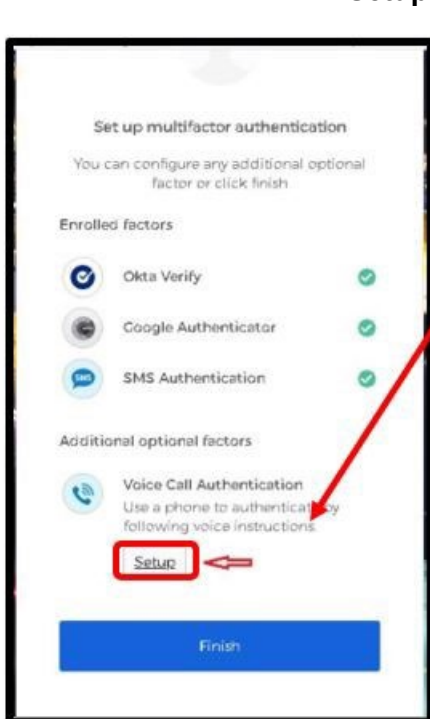 Set up multifactor authentication
You can configure any additional optional
factor or click finish
Enrolled factors
Okta Verify
Google Authenticator
SMS
SMS Authentication
Additional optional factors
Voice Call Authentication
Use a phone to authenticate by
following voice instructions.
Setup
Finish